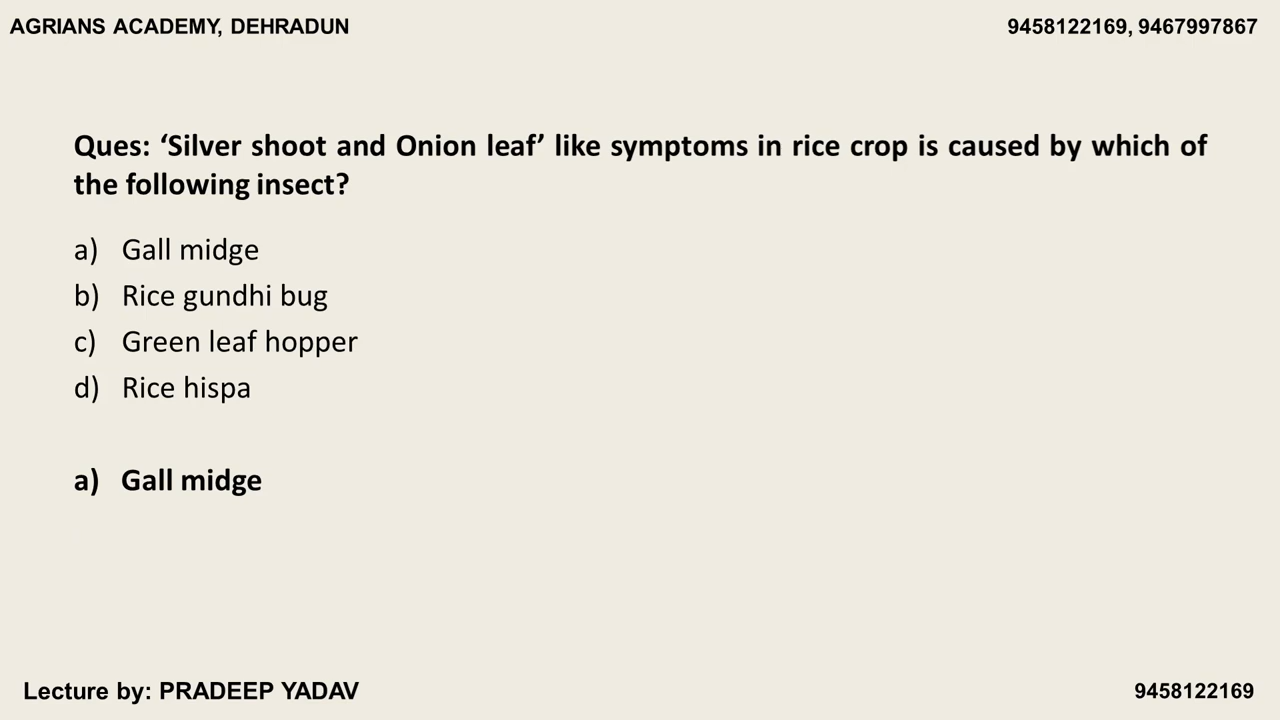 AGRIANS ACADEMY, DEHRADUN
9458122169, 9467997867
Ques: ‘Silver shoot and Onion leaf’ like symptoms in rice crop is caused by which of
the following insect?
a) Gall midge
b) Rice gundhi bug
c) Green leaf hopper
d) Rice hispa
a) Gall midge
Lecture by: PRADEEP YADAV
9458122169